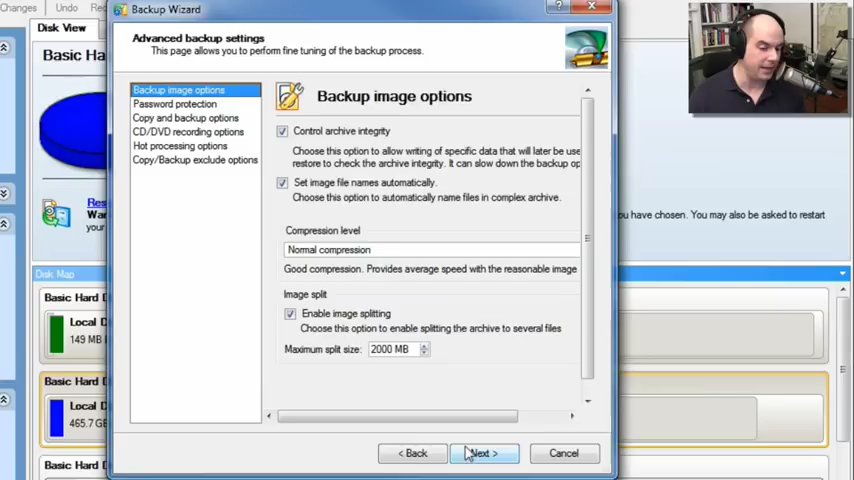 Changes
Undo
Disk View
Basic Hard
Backup Wizard
Advanced backup settings
This page allows you to perform fine tuning of the backup process.
Backup image options
Password protection
Copy and backup options
CD/DVD recording options
Hot processing options
Copy/Backup exclude options
Backup image options
Control archive integrity
Choose this option to allow writing of specific data that will later be use
restore to check the archive integrity. It can slow down the backup op
Set image file names automatically.
Choose this option to automatically name files in complex archive.
Compression level
Normal compression
Good compression. Provides average speed with the reasonable image
Image split
Enable image splitting
Choose this option to enable splitting the archive to several files
Maximum split size: 2000 MB
< Back
Next >
Cancel
your
ou have chosen. You may also be asked to restart
Disk Map
Basic Hard D
Local D
149 MB
Basic Hard D
Local D
465.7 GB
Basic Hard D